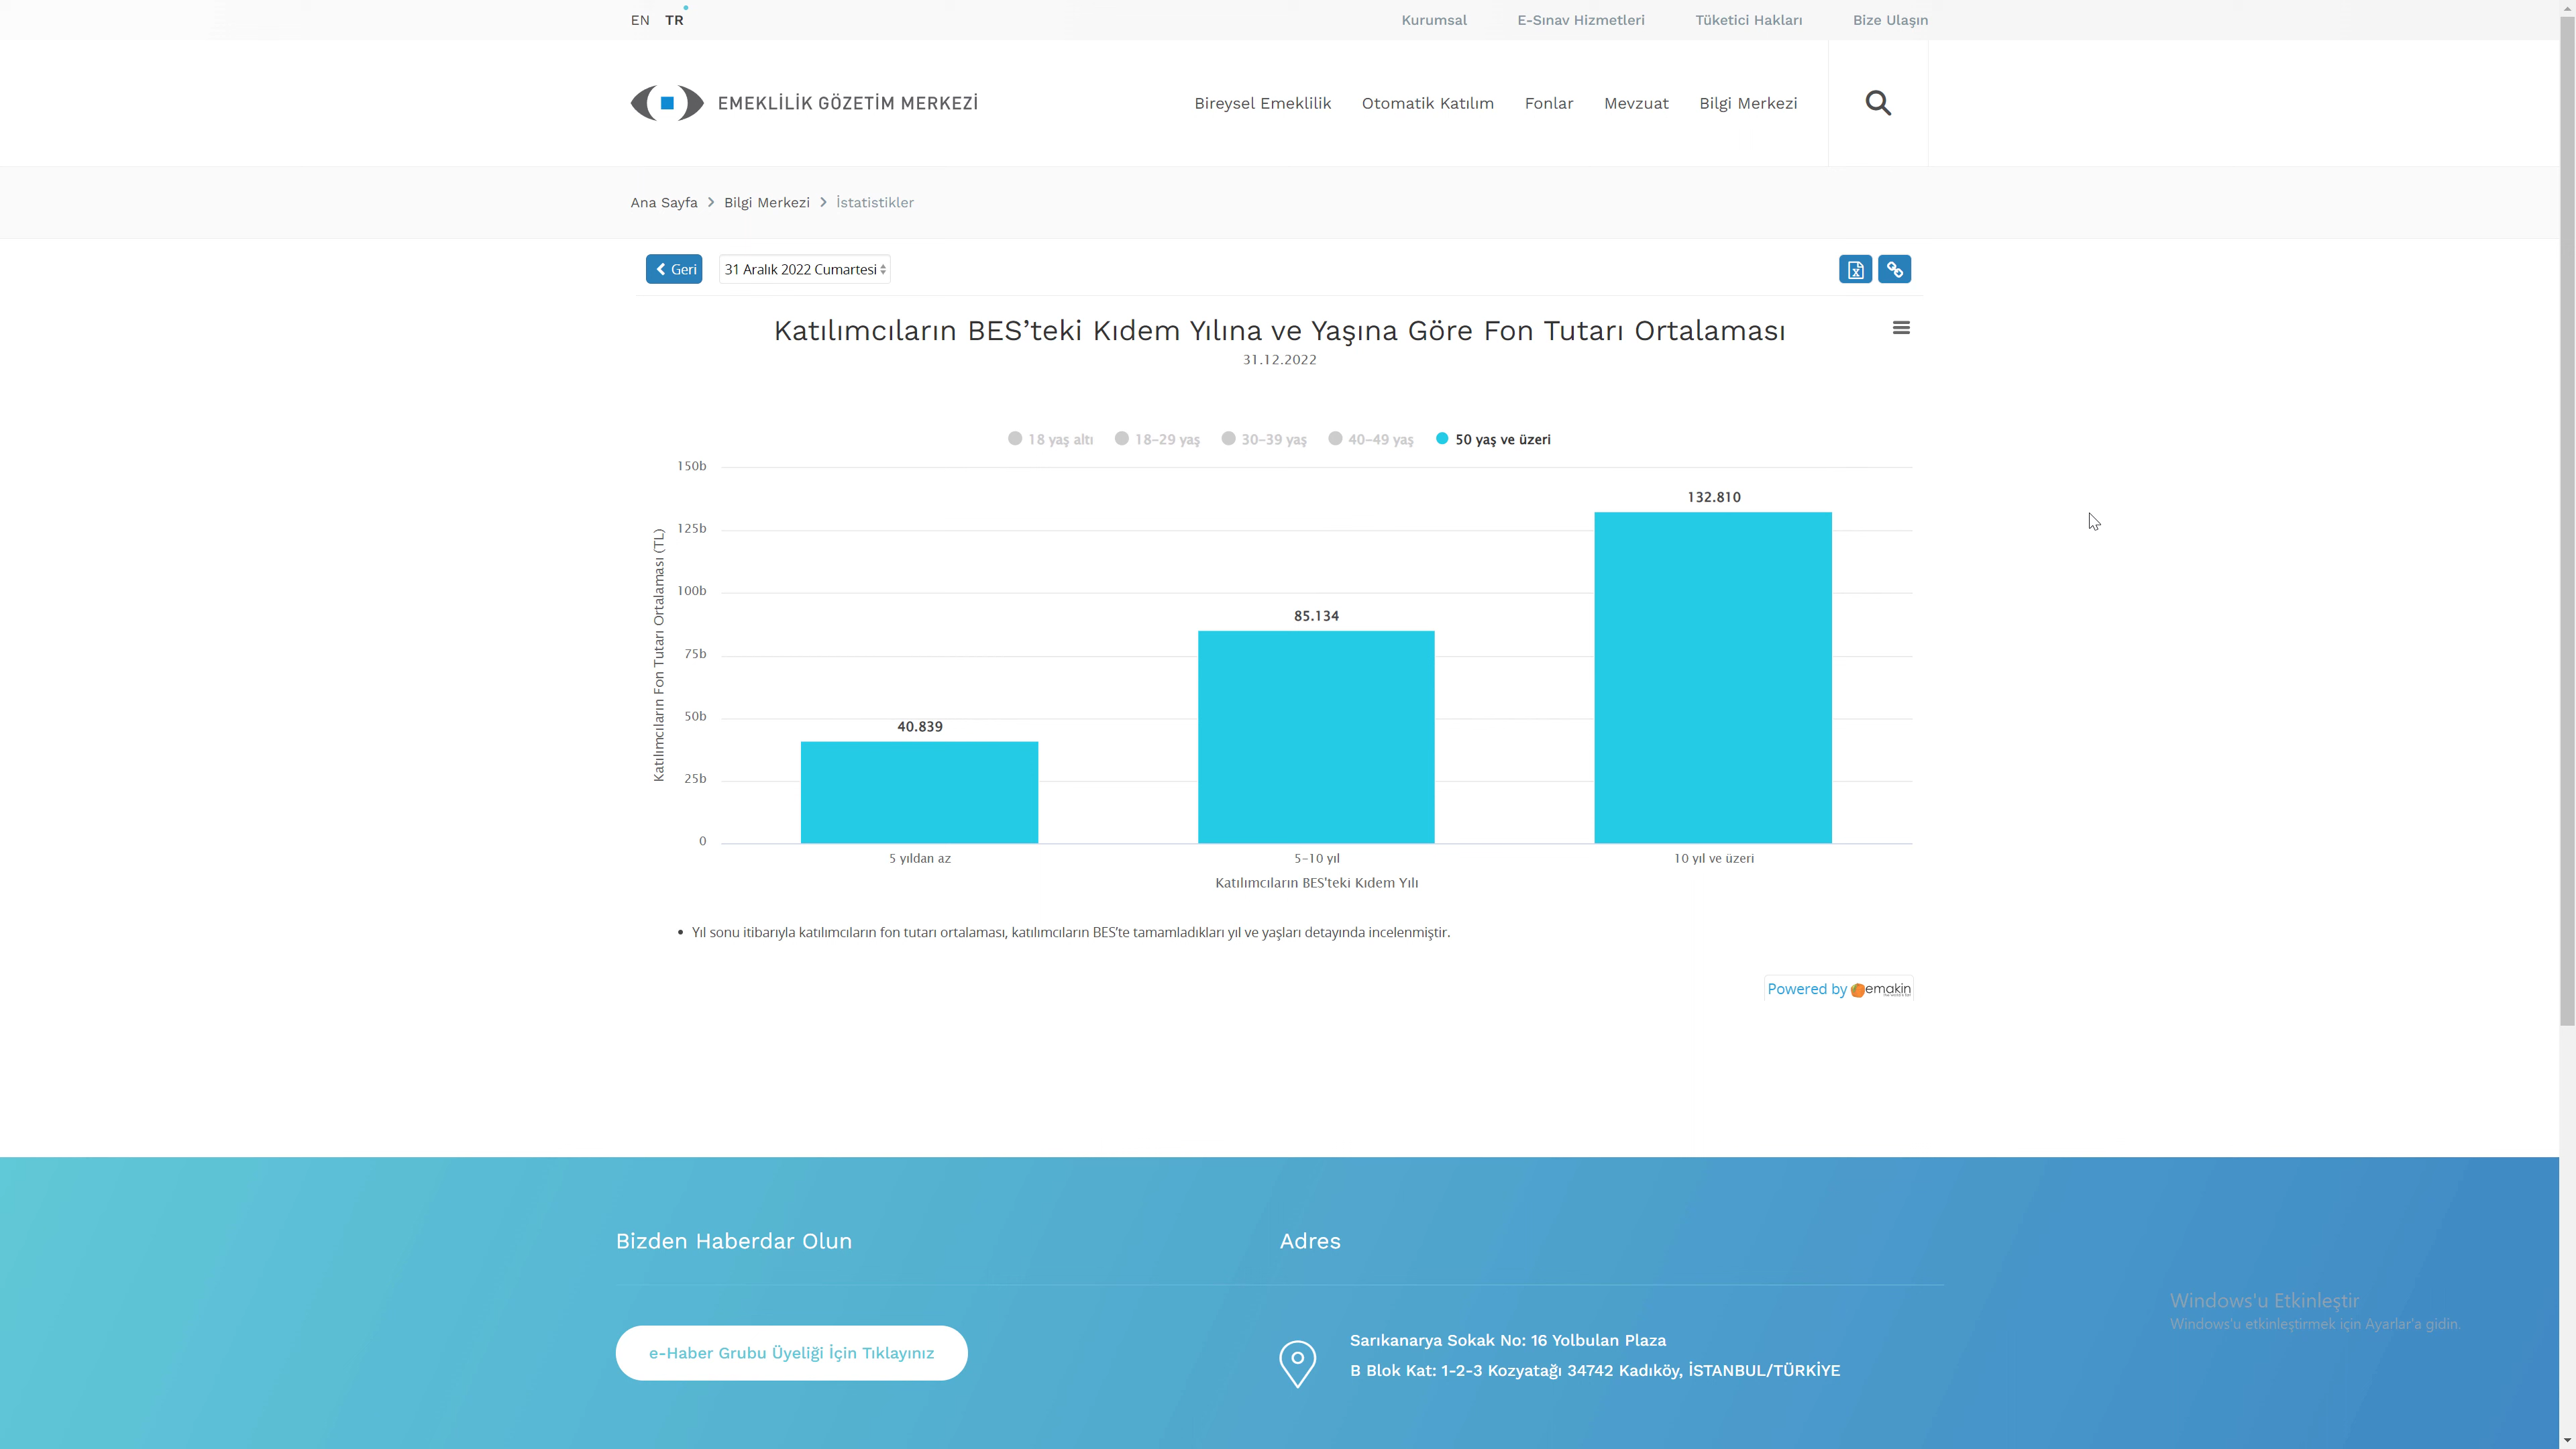 EN TR
Kurumsal E-Sınav Hizmetleri Tüketici Hakları Bize Ulaşın
EMEKLİLİK GÖZETİM MERKEZİ
Bireysel Emeklilik Otomatik Katılım Fonlar Mevzuat Bilgi Merkezi
Ana Sayfa > Bilgi Merkezi > İstatistikler
Geri 31 Aralık 2022 Cumartesi
Katılımcıların BES’teki Kıdem Yılına ve Yaşına Göre Fon Tutarı Ortalaması
31.12.2022
18 yaş altı 18-29 yaş 30-39 yaş 40-49 yaş 50 yaş ve üzeri
Katılımcıların Fon Tutarı Ortalaması (TL)
150b
125b
100b
75b
50b
25b
0
40.839
85.134
132.810
5 yıldan az 5-10 yıl 10 yıl ve üzeri
Katılımcıların BES'teki Kıdem Yılı
• Yıl sonu itibarıyla katılımcıların fon tutarı ortalaması, katılımcıların BES'te tamamladıkları yıl ve yaşları detayında incelenmiştir.
Powered by emakin
Bizden Haberdar Olun
e-Haber Grubu Üyeliği İçin Tıklayınız
Adres
Sarıkanarya Sokak No: 16 Yolbulan Plaza
B Blok Kat: 1-2-3 Kozyatağı 34742 Kadıköy, İSTANBUL/TÜRKİYE
Windows'u Etkinleştir
Windows'u etkinleştirmek için Ayarlar'a gidin.